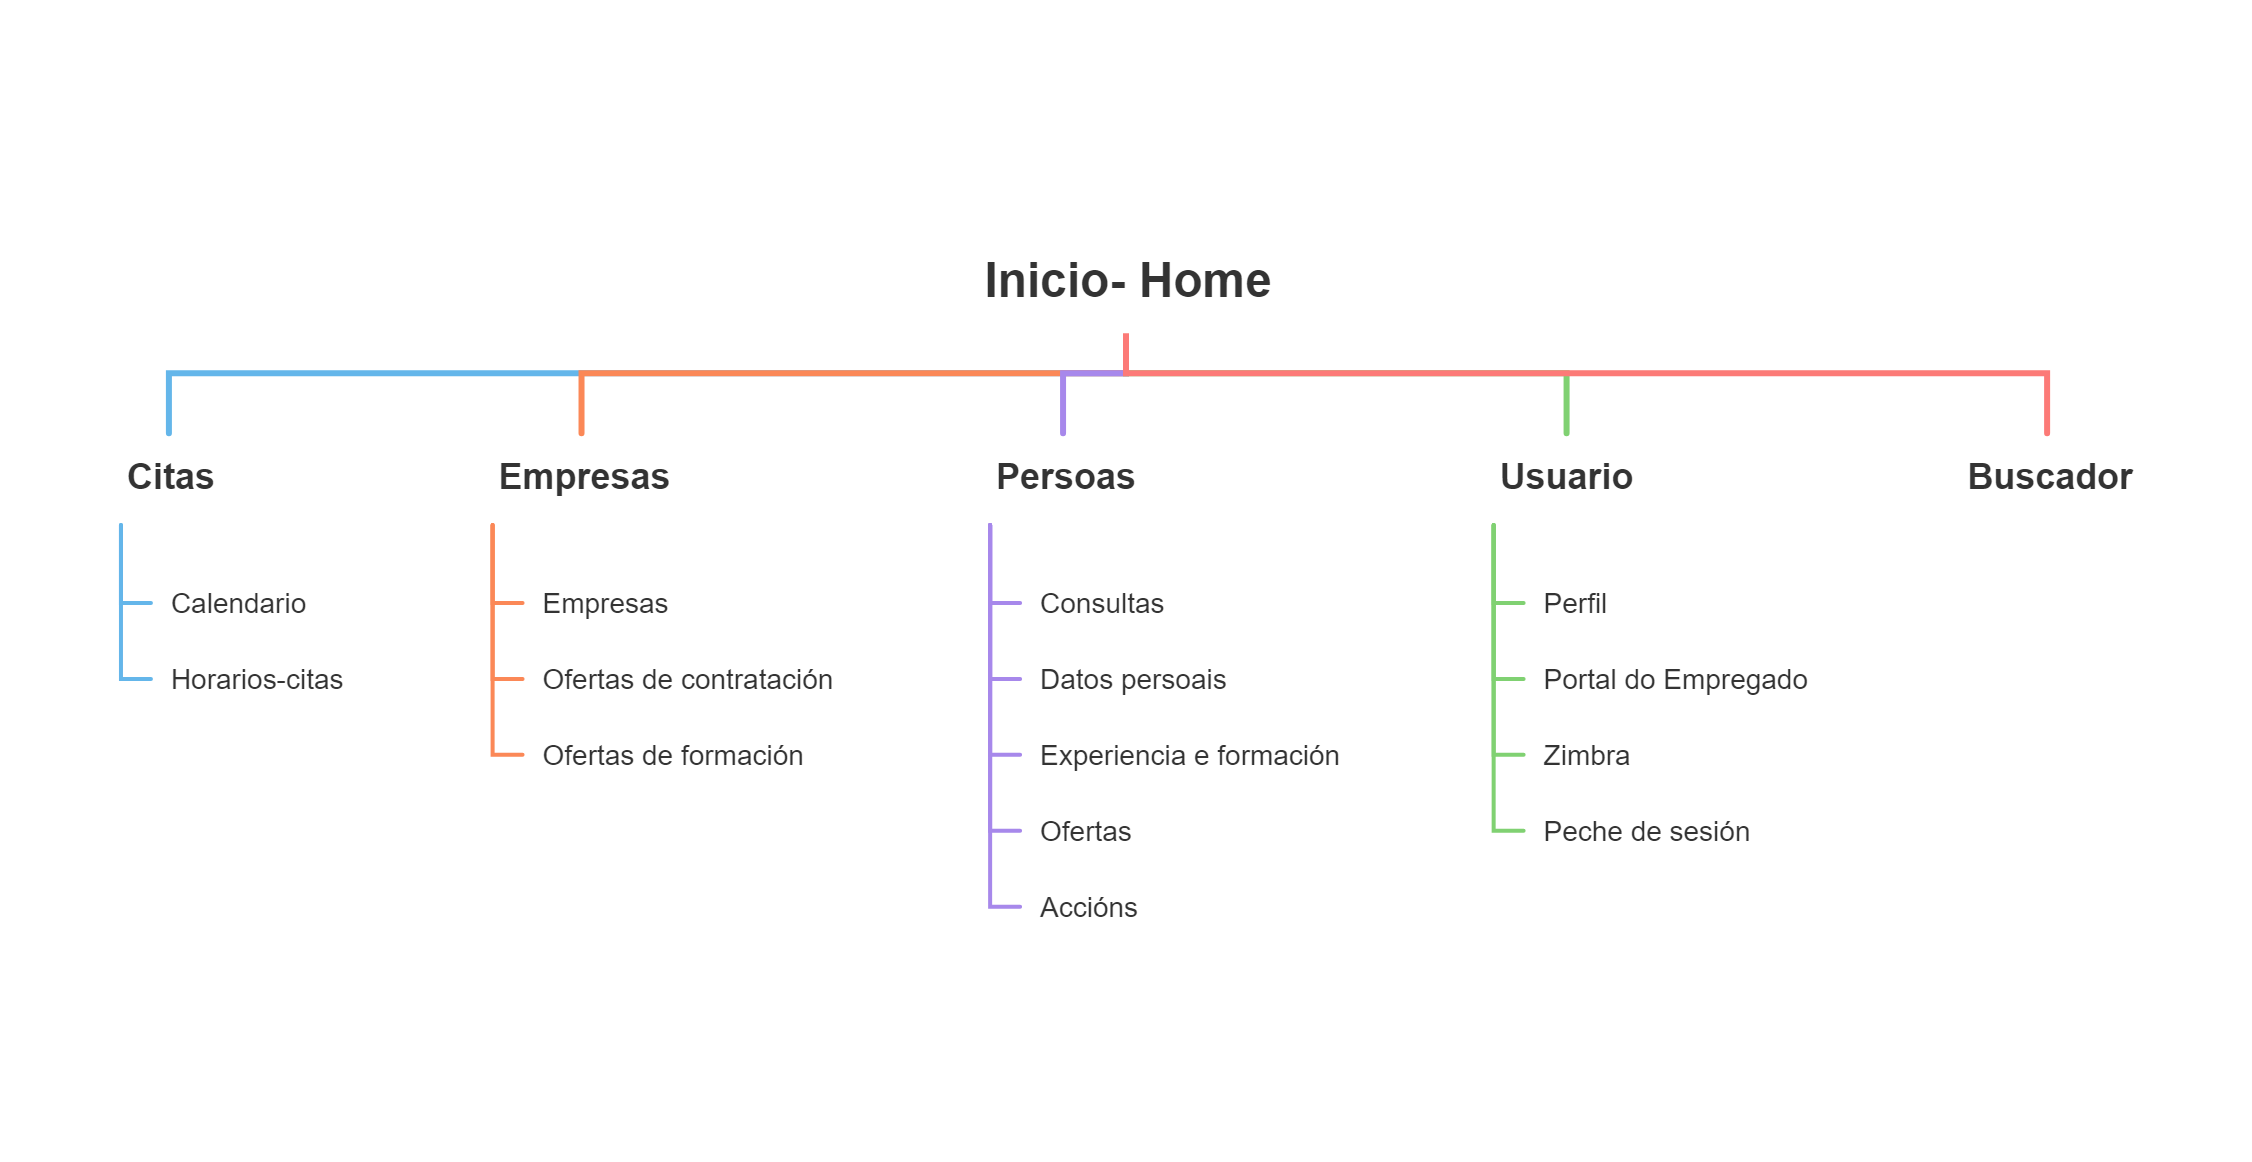 Inicio- Home
Citas
Calendario
Horarios-citas
Empresas
Empresas
Ofertas de contratación
Ofertas de formación
Persoas
Consultas
Datos persoais
Experiencia e formación
Ofertas
Accións
Usuario
Perfil
Portal do Empregado
Zimbra
Peche de sesión
Buscador